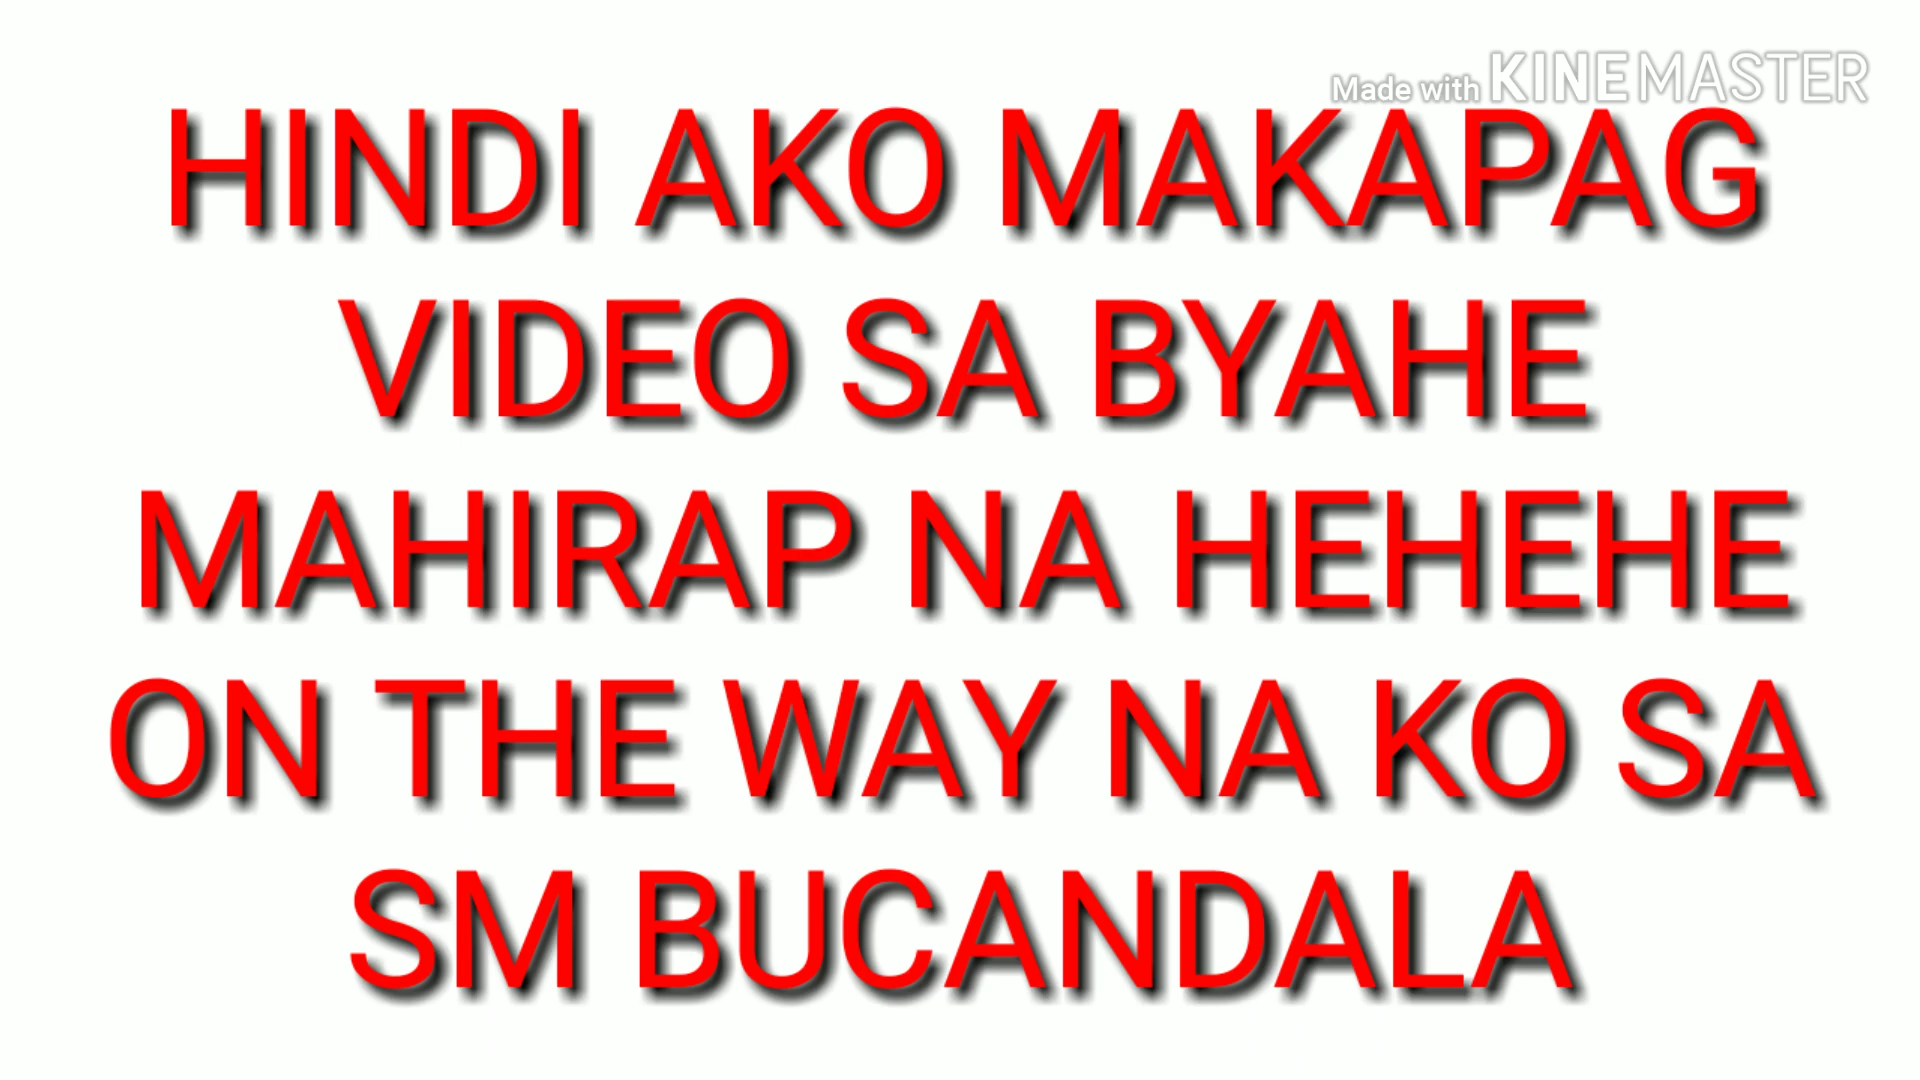 Made with KINEMASTER
HINDI AKO MAKAPAG
VIDEO SA BYAHE
MAHIRAP NA HEHEHE
ON THE WAY NA KO SA
SM BUCANDALA